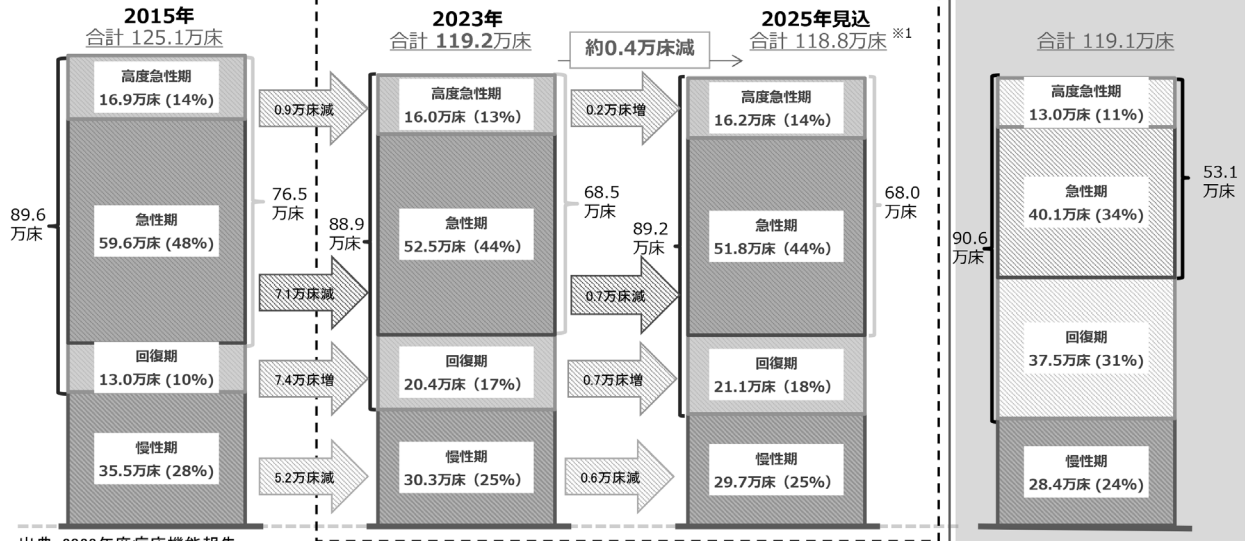 2015年
合計 125.1万床
高度急性期
16.9万床 (14%)
急性期
59.6万床 (48%)
回復期
13.0万床 (10%)
慢性期
35.5万床 (28%)
89.6
万床
76.5
万床
0.9万床減
7.1万床減
7.4万床増
5.2万床減
2023年
合計 119.2万床
高度急性期
16.0万床 (13%)
急性期
52.5万床 (44%)
回復期
20.4万床 (17%)
慢性期
30.3万床 (25%)
88.9
万床
68.5
万床
約0.4万床減
0.2万床増
0.7万床減
0.7万床増
0.6万床減
2025年見込
合計 118.8万床 ※1
高度急性期
16.2万床 (14%)
急性期
51.8万床 (44%)
回復期
21.1万床 (18%)
慢性期
29.7万床 (25%)
89.2
万床
68.0
万床
合計 119.1万床
高度急性期
13.0万床 (11%)
急性期
40.1万床 (34%)
回復期
37.5万床 (31%)
慢性期
28.4万床 (24%)
90.6
万床
53.1
万床